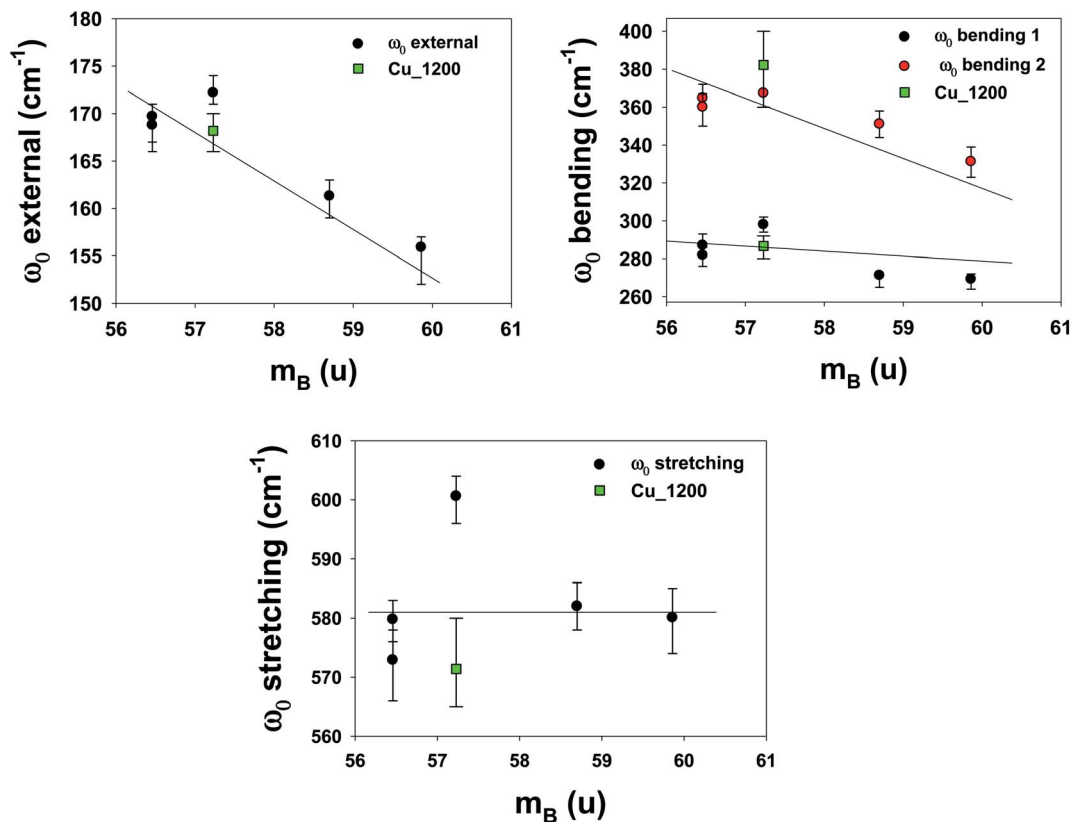 ω0 external (cm-1)
180
175
170
165
160
155
150
ω0 external
Cu_1200
56 57 58 59 60 61
mB (u)
ω0 bending (cm-1)
400
380
360
340
320
300
280
260
ω0 bending 1
ω0 bending 2
Cu_1200
56 57 58 59 60 61
mB (u)
ω0 stretching (cm-1)
610
600
590
580
570
560
ω0 stretching
Cu_1200
56 57 58 59 60 61
mB (u)